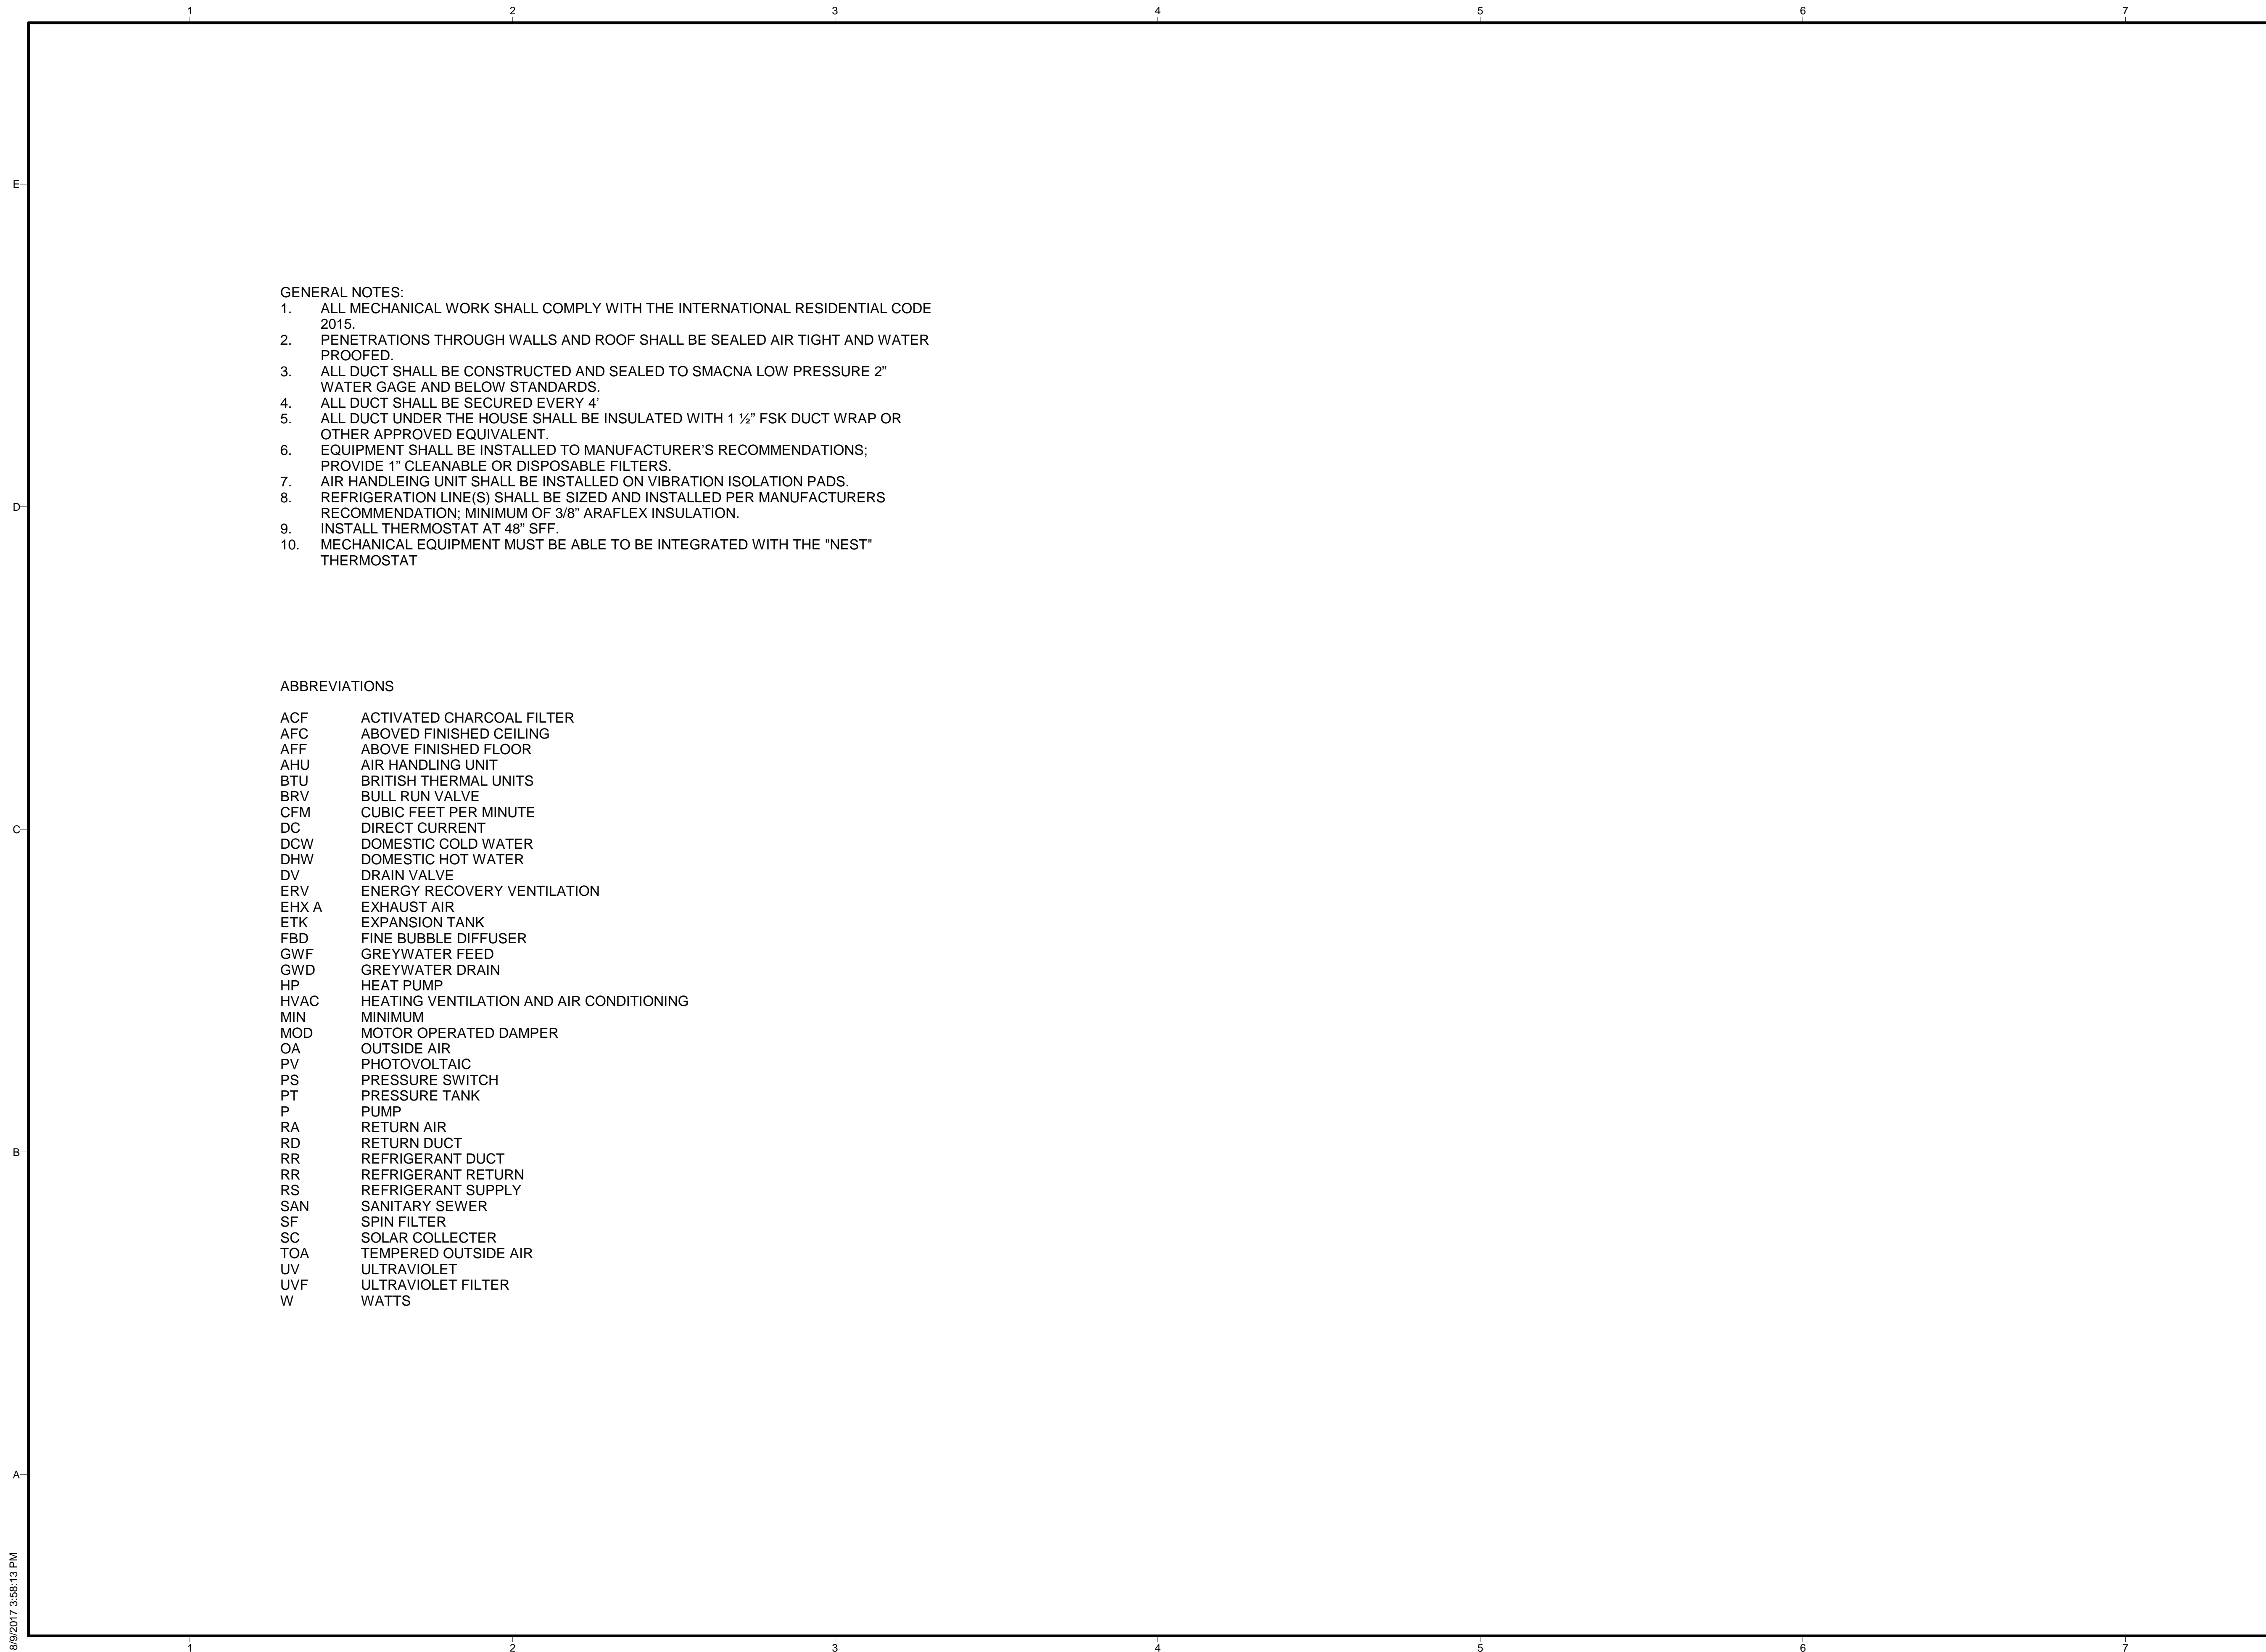 1 2 3 4 5 6 7
E
GENERAL NOTES:
1. ALL MECHANICAL WORK SHALL COMPLY WITH THE INTERNATIONAL RESIDENTIAL CODE
2015.
2. PENETRATIONS THROUGH WALLS AND ROOF SHALL BE SEALED AIR TIGHT AND WATER
PROOFED.
3. ALL DUCT SHALL BE CONSTRUCTED AND SEALED TO SMACNA LOW PRESSURE 2”
WATER GAGE AND BELOW STANDARDS.
4. ALL DUCT SHALL BE SECURED EVERY 4’
5. ALL DUCT UNDER THE HOUSE SHALL BE INSULATED WITH 1 ½” FSK DUCT WRAP OR
OTHER APPROVED EQUIVALENT.
6. EQUIPMENT SHALL BE INSTALLED TO MANUFACTURER’S RECOMMENDATIONS;
PROVIDE 1” CLEANABLE OR DISPOSABLE FILTERS.
7. AIR HANDLEING UNIT SHALL BE INSTALLED ON VIBRATION ISOLATION PADS.
8. REFRIGERATION LINE(S) SHALL BE SIZED AND INSTALLED PER MANUFACTURERS
D
RECOMMENDATION; MINIMUM OF 3/8” ARAFLEX INSULATION.
9. INSTALL THERMOSTAT AT 48” SFF.
10. MECHANICAL EQUIPMENT MUST BE ABLE TO BE INTEGRATED WITH THE "NEST"
THERMOSTAT
ABBREVIATIONS
ACF ACTIVATED CHARCOAL FILTER
AFC ABOVED FINISHED CEILING
AFF ABOVE FINISHED FLOOR
AHU AIR HANDLING UNIT
BTU BRITISH THERMAL UNITS
BRV BULL RUN VALVE
CFM CUBIC FEET PER MINUTE
C
DC DIRECT CURRENT
DCW DOMESTIC COLD WATER
DHW DOMESTIC HOT WATER
DV DRAIN VALVE
ERV ENERGY RECOVERY VENTILATION
EHX A EXHAUST AIR
ETK EXPANSION TANK
FBD FINE BUBBLE DIFFUSER
GWF GREYWATER FEED
GWD GREYWATER DRAIN
HP HEAT PUMP
HVAC HEATING VENTILATION AND AIR CONDITIONING
MIN MINIMUM
MOD MOTOR OPERATED DAMPER
OA OUTSIDE AIR
PV PHOTOVOLTAIC
PS PRESSURE SWITCH
PT PRESSURE TANK
P PUMP
RA RETURN AIR
RD RETURN DUCT
B
RR REFRIGERANT DUCT
RR REFRIGERANT RETURN
RS REFRIGERANT SUPPLY
SAN SANITARY SEWER
SF SPIN FILTER
SC SOLAR COLLECTER
TOA TEMPERED OUTSIDE AIR
UV ULTRAVIOLET
UVF ULTRAVIOLET FILTER
W WATTS
A
8/9/2017 3:58:13 PM
1 2 3 4 5 6 7